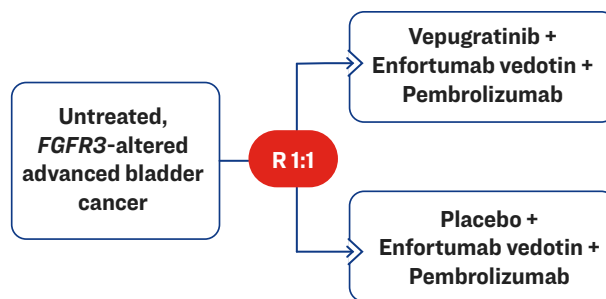 Untreated,
FGFR3-altered
advanced bladder
cancer
R 1:1
Vepugratinib +
Enfortumab vedotin +
Pembrolizumab
Placebo +
Enfortumab vedotin +
Pembrolizumab